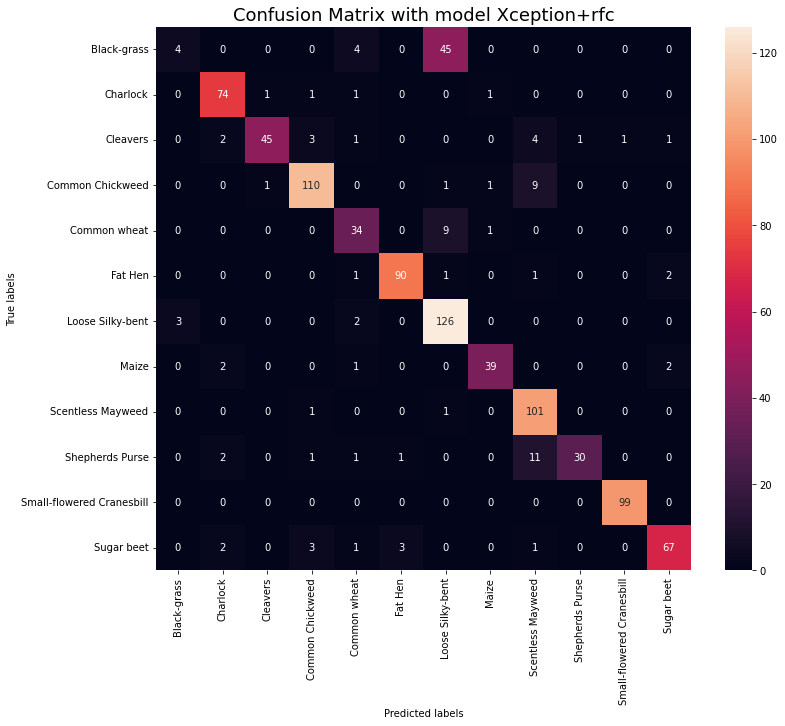 Confusion Matrix with model Xception+rfc
True labels
Black-grass 4 0 0 0 4 0 45 0 0 0 0 0
Charlock 0 74 1 1 1 0 0 1 0 0 0 0
Cleavers 0 2 45 3 1 0 0 0 4 1 1 1
Common Chickweed 0 0 1 110 0 0 1 1 9 0 0 0
Common wheat 0 0 0 0 34 0 9 1 0 0 0 0
Fat Hen 0 0 0 0 1 90 1 0 1 0 0 2
Loose Silky-bent 3 0 0 0 2 0 126 0 0 0 0 0
Maize 0 2 0 0 1 0 0 39 0 0 0 2
Scentless Mayweed 0 0 0 1 0 0 1 0 101 0 0 0
Shepherds Purse 0 2 0 1 1 1 0 0 11 30 0 0
Small-flowered Cranesbill 0 0 0 0 0 0 0 0 0 0 99 0
Sugar beet 0 2 0 3 1 3 0 0 1 0 0 67
Black-grass
Charlock
Cleavers
Common Chickweed
Common wheat
Fat Hen
Loose Silky-bent
Maize
Scentless Mayweed
Shepherds Purse
Small-flowered Cranesbill
Sugar beet
Predicted labels
120
100
80
60
40
20
0